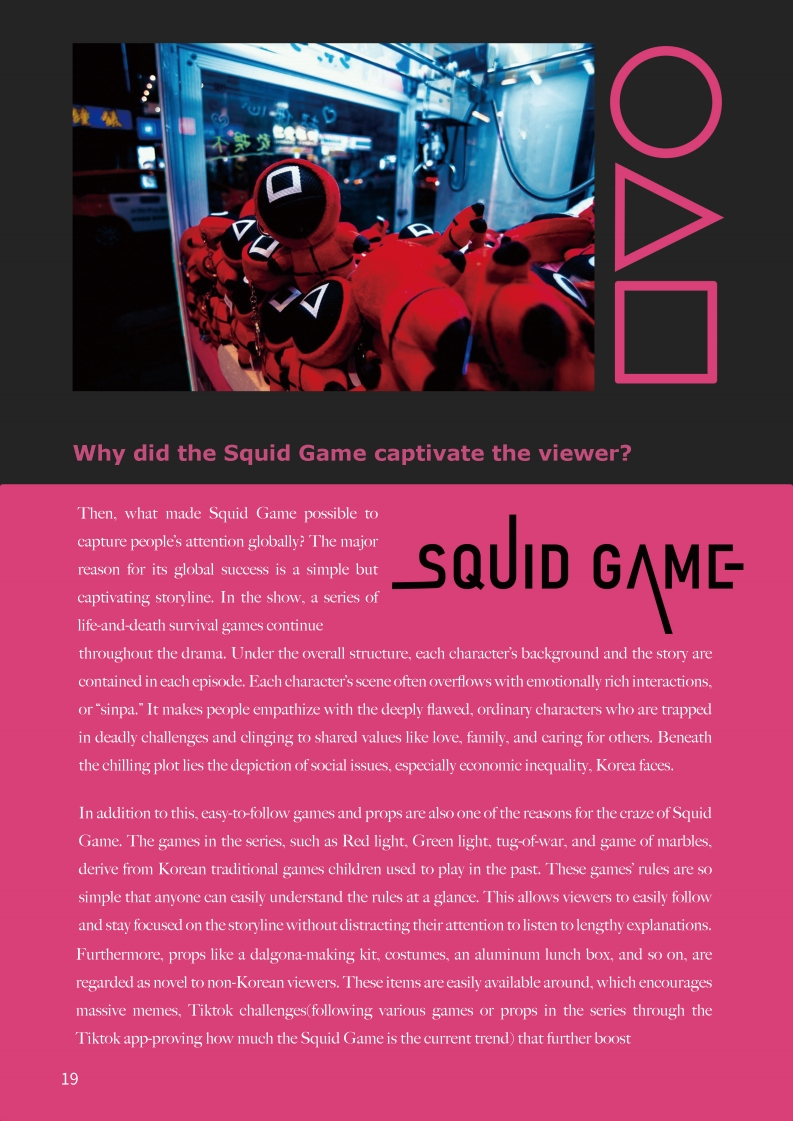 Why did the Squid Game captivate the viewer?
Then, what made Squid Game possible to
capture people's attention globally? The major
reason for its global success is a simple but
captivating storyline. In the show, a series of
life-and-death survival games continue
SQUID GAME
throughout the drama. Under the overall structure, each character's background and the story are
contained in each episode. Each character's scene often overflows with emotionally rich interactions,
or “sinpa.” It makes people empathize with the deeply flawed, ordinary characters who are trapped
in deadly challenges and clinging to shared values like love, family, and caring for others. Beneath
the chilling plot lies the depiction of social issues, especially economic inequality, Korea faces.
In addition to this, easy-to-follow games and props are also one of the reasons for the craze of Squid
Game. The games in the series, such as Red light, Green light, tug-of-war, and game of marbles,
derive from Korean traditional games children used to play in the past. These games' rules are so
simple that anyone can easily understand the rules at a glance. This allows viewers to easily follow
and stay focused on the storyline without distracting their attention to listen to lengthy explanations.
Furthermore, props like a dalgona-making kit, costumes, an aluminum lunch box, and so on, are
regarded as novel to non-Korean viewers. These items are easily available around, which encourages
massive memes, Tiktok challenges(following various games or props in the series through the
Tiktok app-proving how much the Squid Game is the current trend) that further boost
19